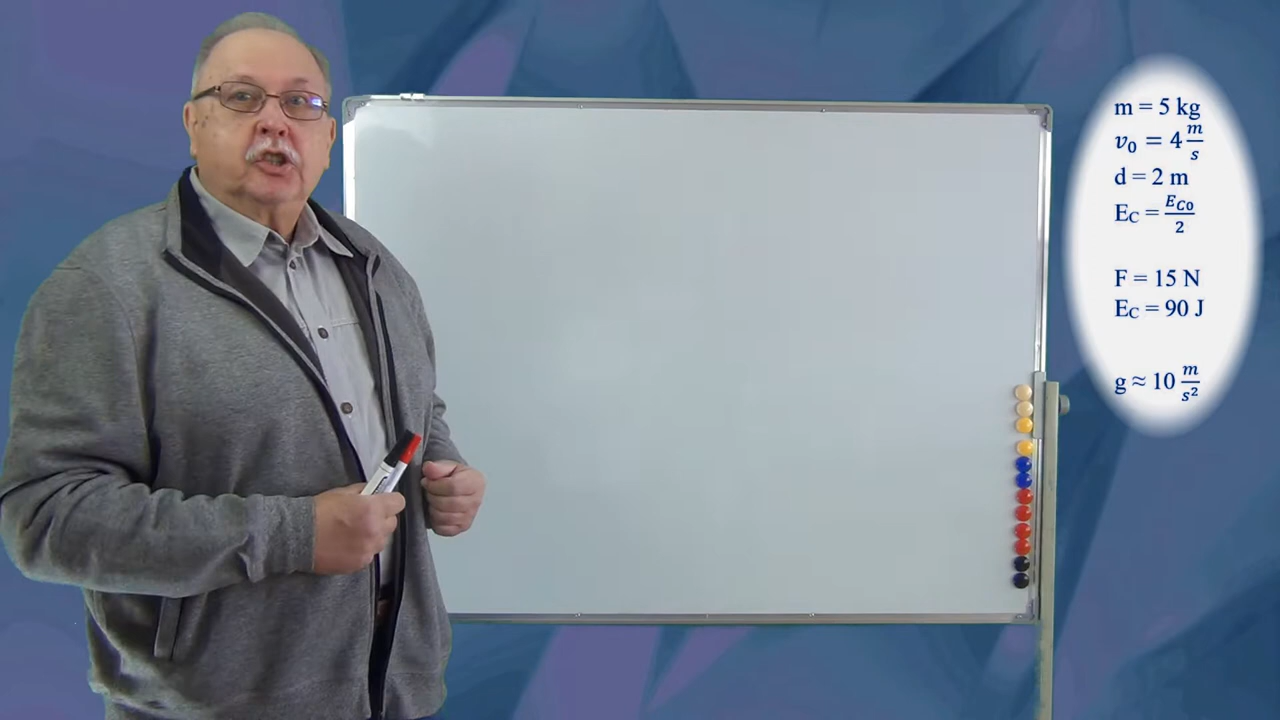 m = 5 kg
v₀ = 4 m/s
d = 2 m
E_C = E_C0/2
F = 15 N
E_C = 90 J
g ≈ 10 m/s²